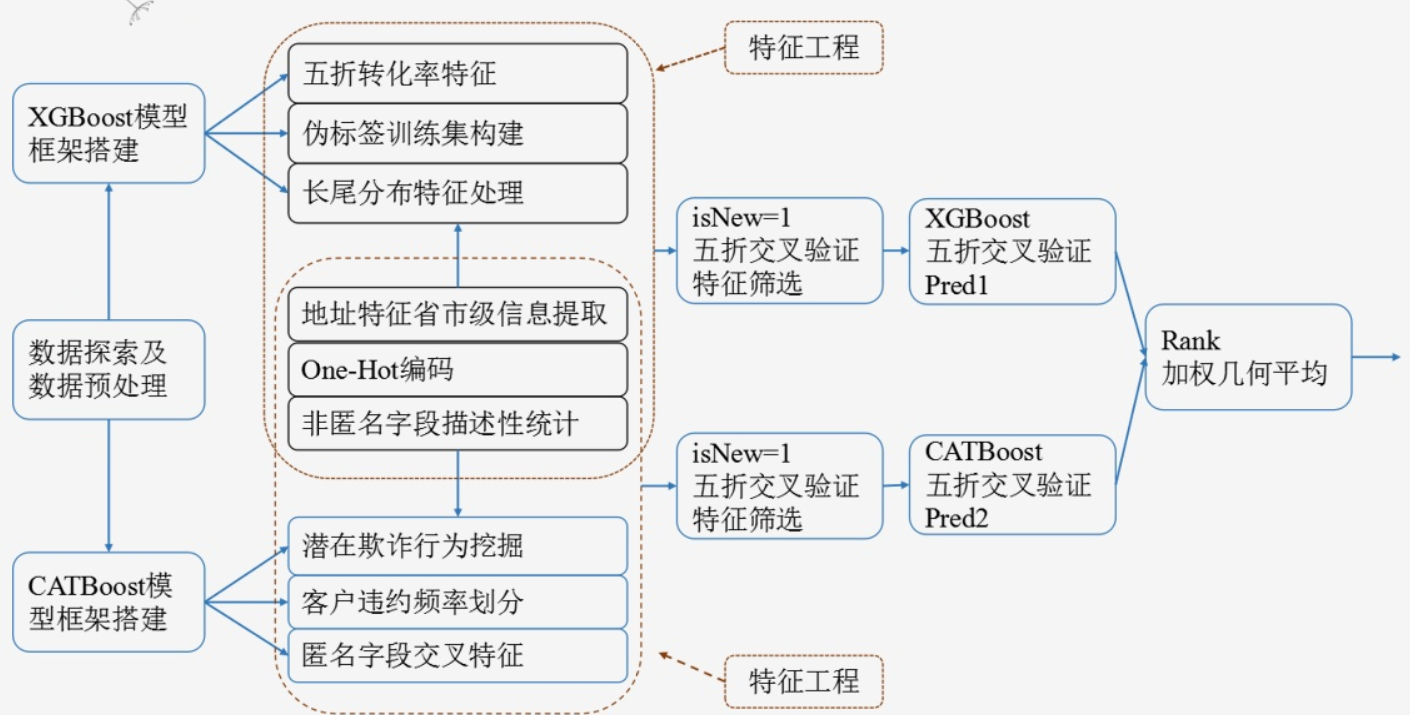 特征工程
五折转化率特征
伪标签训练集构建
长尾分布特征处理
XGBoost模型
框架搭建
地址特征省市级信息提取
One-Hot编码
非匿名字段描述性统计
数据探索及
数据预处理
isNew=1
五折交叉验证
特征筛选
XGBoost
五折交叉验证
Pred1
Rank
加权几何平均
isNew=1
五折交叉验证
特征筛选
CATBoost
五折交叉验证
Pred2
CATBoost模
型框架搭建
潜在欺诈行为挖掘
客户违约频率划分
匿名字段交叉特征
特征工程